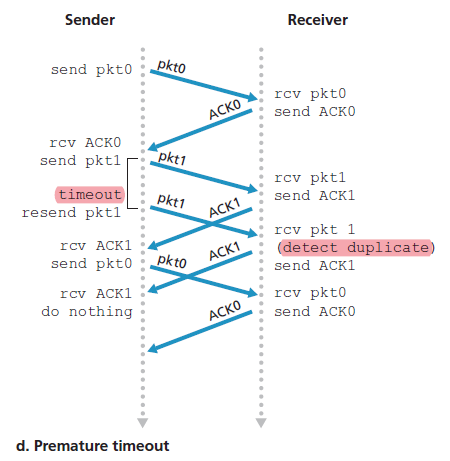 Sender
Receiver
send pkt0
pkt0
rcv pkt0
send ACK0
ACK0
rcv ACK0
send pkt1
pkt1
rcv pkt1
send ACK1
timeout
resend pkt1
pkt1
ACK1
rcv pkt 1
(detect duplicate)
send ACK1
rcv ACK1
send pkt0
pkt0
ACK1
rcv ACK1
do nothing
rcv pkt0
send ACK0
ACK0
d. Premature timeout